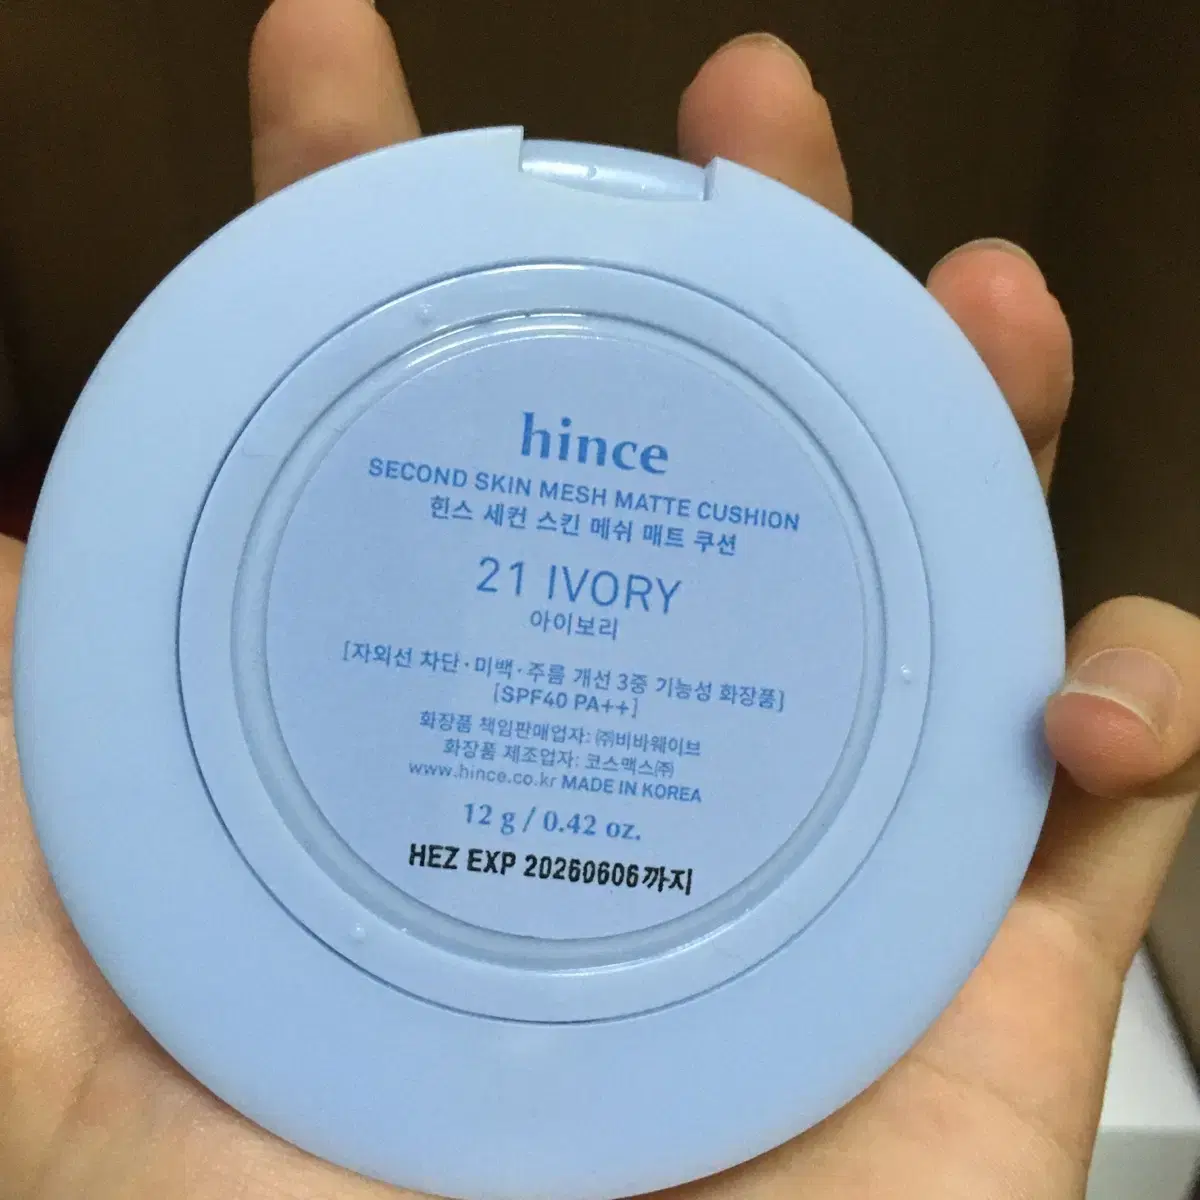 hince
SECOND SKIN MESH MATTE CUSHION
힌스 세컨 스킨 메쉬 매트 쿠션
21 IVORY
아이보리
[자외선 차단·미백·주름 개선 3중 기능성 화장품]
[SPF40 PA++]
화장품 책임판매업자: ㈜비바웨이브
화장품 제조업자: 코스맥스㈜
www.hince.co.kr MADE IN KOREA
12 g / 0.42 oz.
HEZ EXP 20260606까지